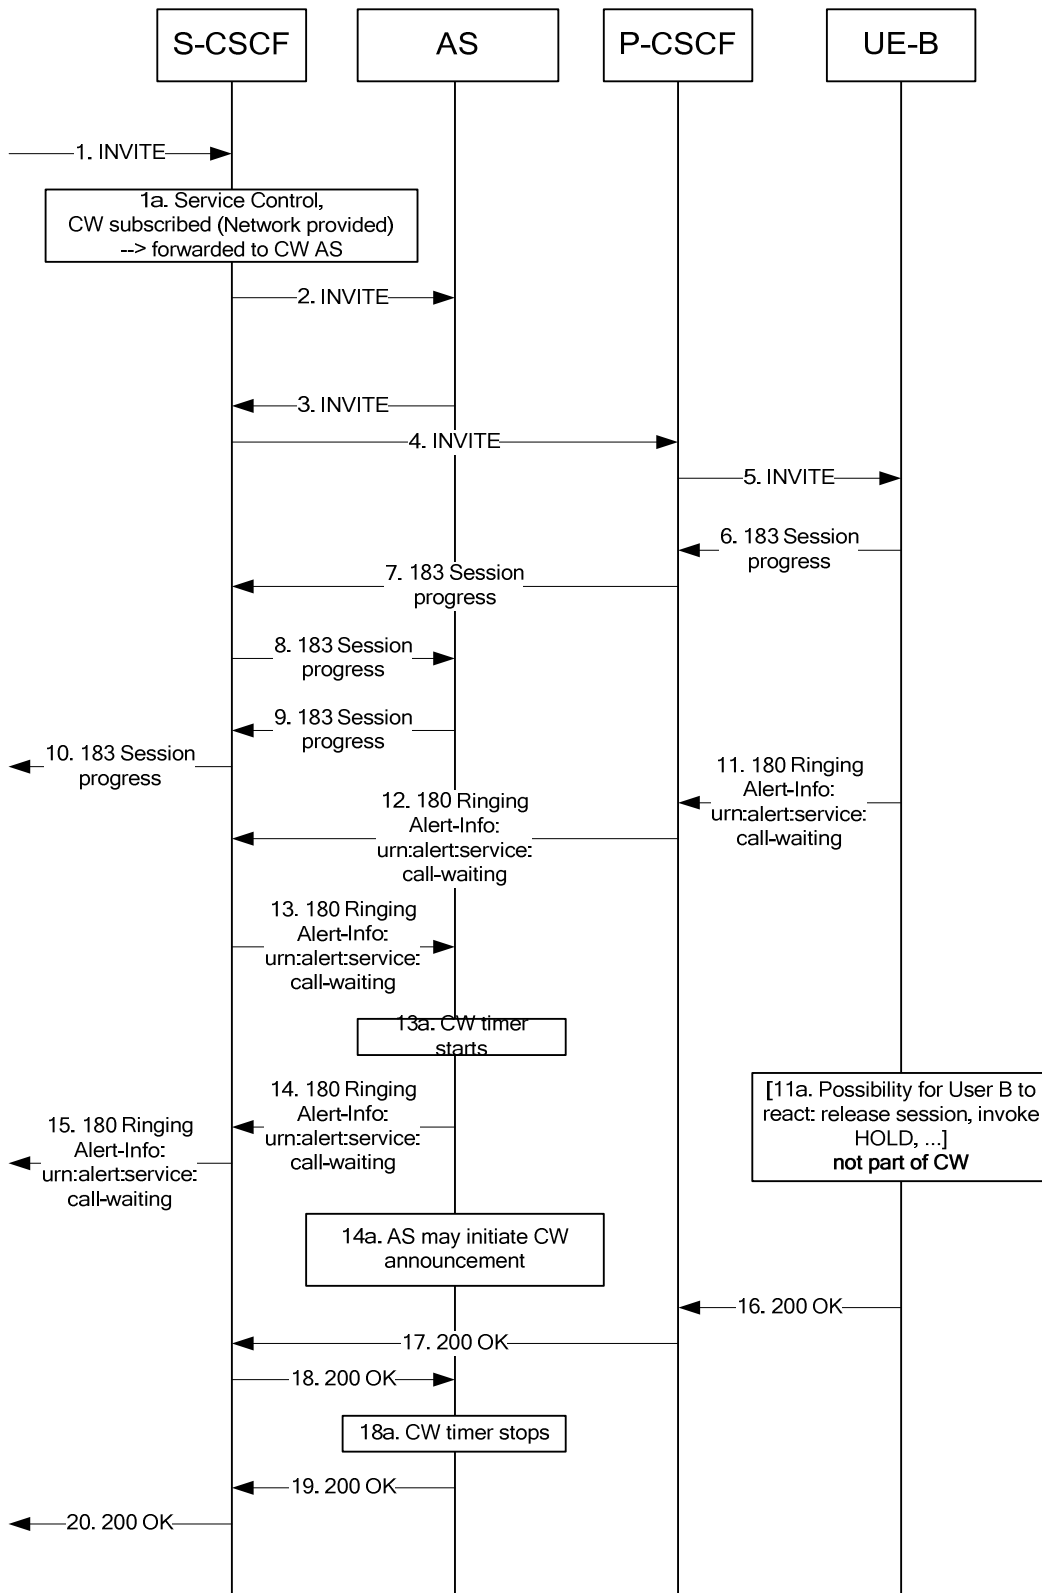 S-CSCF
AS
P-CSCF
UE-B
1. INVITE
1a. Service Control,
CW subscribed (Network provided)
--> forwarded to CW AS
2. INVITE
3. INVITE
4. INVITE
5. INVITE
6. 183 Session
progress
7. 183 Session
progress
8. 183 Session
progress
9. 183 Session
progress
10. 183 Session
progress
11. 180 Ringing
Alert-Info:
urn:alert:service:
call-waiting
12. 180 Ringing
Alert-Info:
urn:alert:service:
call-waiting
13. 180 Ringing
Alert-Info:
urn:alert:service:
call-waiting
13a. CW timer
starts
[11a. Possibility for User B to
react: release session, invoke
HOLD, ...]
not part of CW
14. 180 Ringing
Alert-Info:
urn:alert:service:
call-waiting
15. 180 Ringing
Alert-Info:
urn:alert:service:
call-waiting
14a. AS may initiate CW
announcement
16. 200 OK
17. 200 OK
18. 200 OK
18a. CW timer stops
19. 200 OK
20. 200 OK